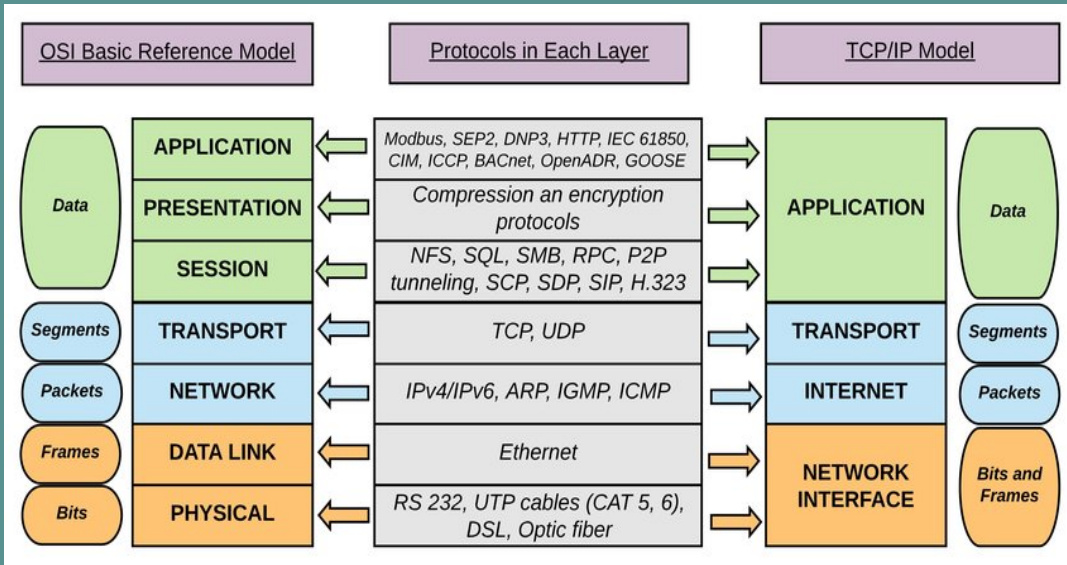 OSI Basic Reference Model
Protocols in Each Layer
TCP/IP Model
Data
APPLICATION
Modbus, SEP2, DNP3, HTTP, IEC 61850,
CIM, ICCP, BACnet, OpenADR, GOOSE
APPLICATION
Data
PRESENTATION
Compression an encryption
protocols
SESSION
NFS, SQL, SMB, RPC, P2P
tunneling, SCP, SDP, SIP, H.323
Segments
TRANSPORT
TCP, UDP
TRANSPORT
Segments
Packets
NETWORK
IPv4/IPv6, ARP, IGMP, ICMP
INTERNET
Packets
Frames
DATA LINK
Ethernet
NETWORK
INTERFACE
Bits and
Frames
Bits
PHYSICAL
RS 232, UTP cables (CAT 5, 6),
DSL, Optic fiber